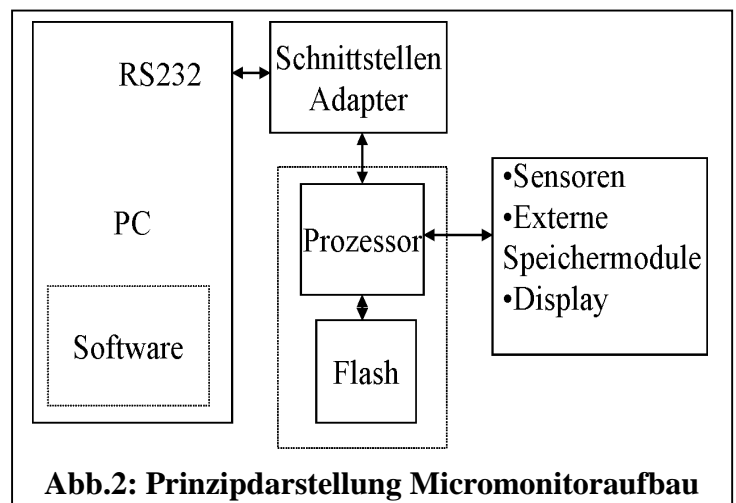 RS232
PC
Software
Schnittstellen
Adapter
Prozessor
Flash
•Sensoren
•Externe
Speichermodule
•Display
Abb.2: Prinzipdarstellung Micromonitoraufbau